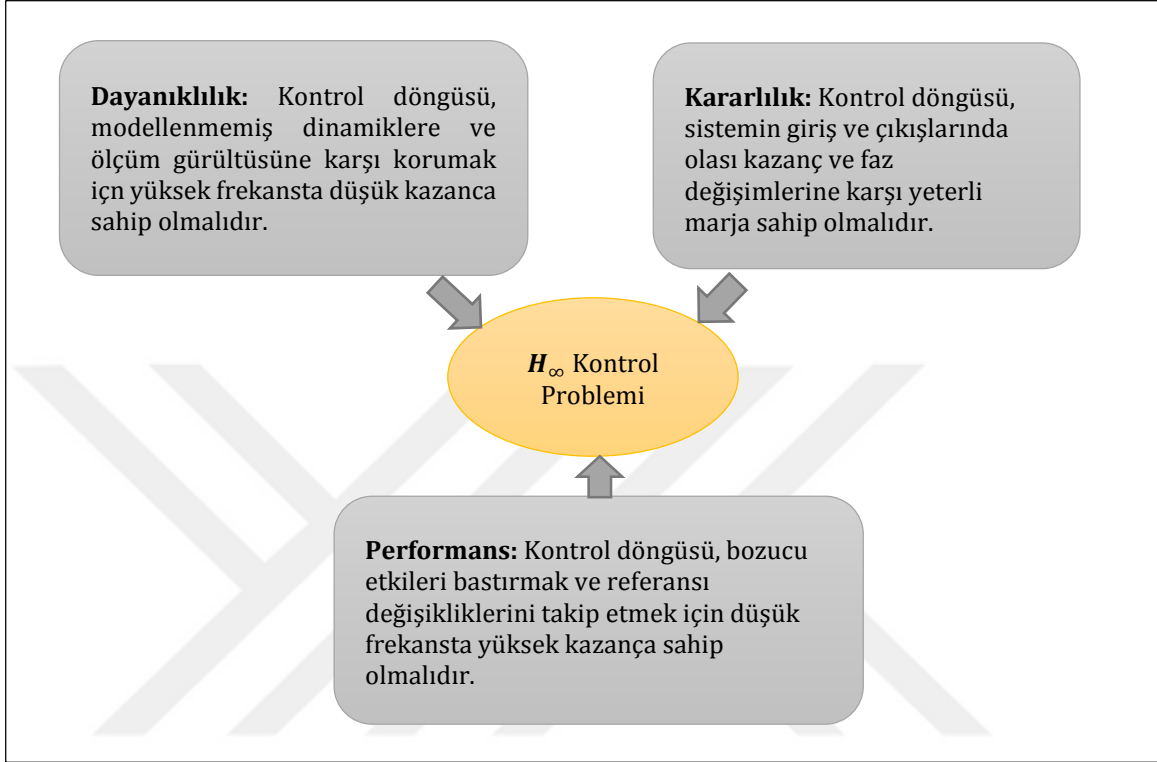 Dayanıklılık: Kontrol döngüsü,
modellenmemiş dinamiklere ve
ölçüm gürültüsüne karşı korumak
içn yüksek frekansta düşük kazanca
sahip olmalıdır.
Kararlılık: Kontrol döngüsü,
sistemin giriş ve çıkışlarında
olası kazanç ve faz
değişimlerine karşı yeterli
marja sahip olmalıdır.
H∞ Kontrol
Problemi
Performans: Kontrol döngüsü, bozucu
etkileri bastırmak ve referansı
değişikliklerini takip etmek için düşük
frekansta yüksek kazança sahip
olmalıdır.